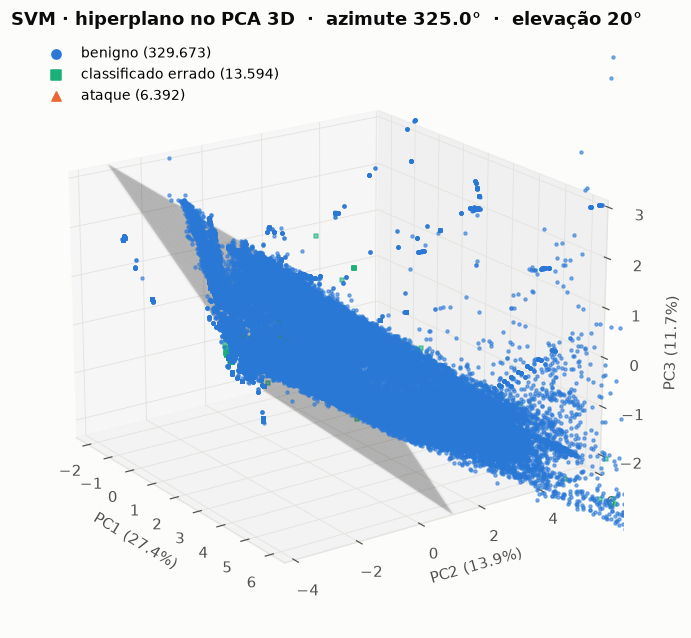 SVM · hiperplano no PCA 3D · azimute 325.0° · elevação 20°
benigno (329.673)
classificado errado (13.594)
ataque (6.392)
3
2
1
0
−1
−2
PC3 (11.7%)
−2
−1
0
1
2
3
4
5
6
PC1 (27.4%)
−4
−2
0
2
4
PC2 (13.9%)